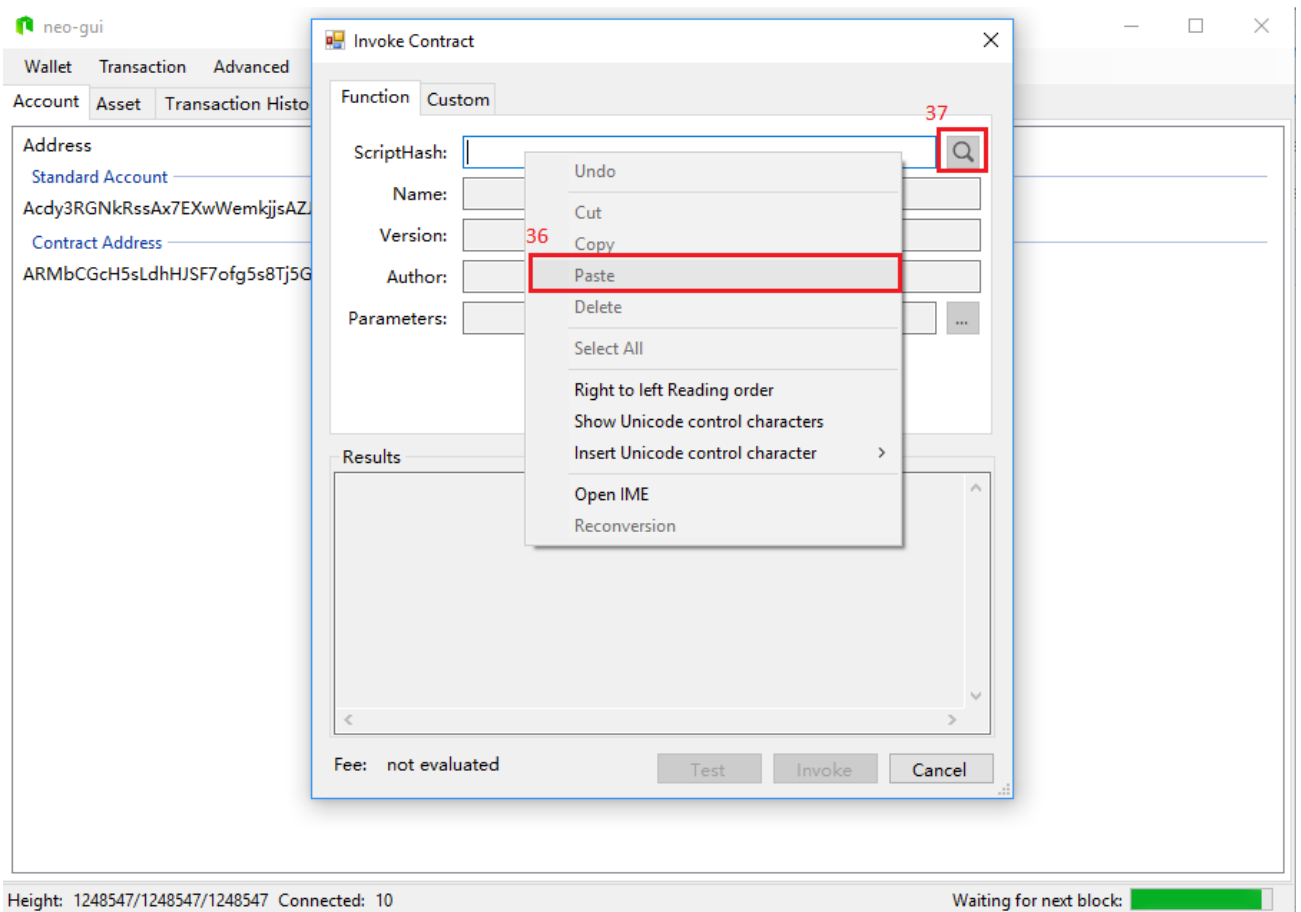 neo-gui
Wallet Transaction Advanced
Account Asset Transaction Histo
Address
Standard Account
Acdy3RGNkRssAx7EXwWemkjjsAZJ
Contract Address
ARMbCGcH5sLdhHJSF7ofg5s8Tj5G
Invoke Contract
Function Custom
37
ScriptHash:
Name:
Version:
Author:
Parameters:
...
36
Undo
Cut
Copy
Paste
Delete
Select All
Right to left Reading order
Show Unicode control characters
Insert Unicode control character
Open IME
Reconversion
Results
Fee: not evaluated
Test Invoke Cancel
Height: 1248547/1248547/1248547 Connected: 10
Waiting for next block: